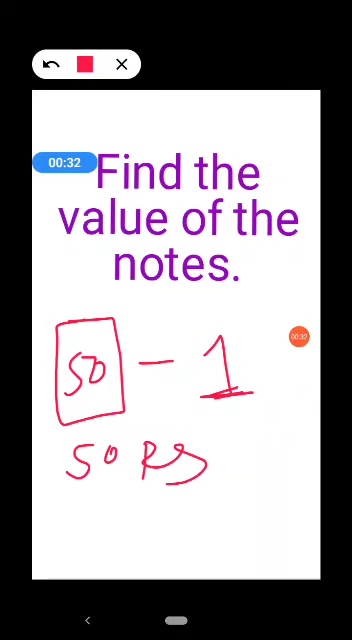 00:32
Find the
value of the
notes.
00:32
50 - 1
50 RS